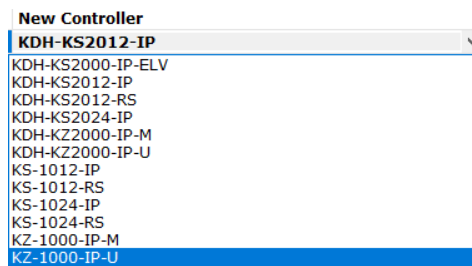 New Controller
KDH-KS2012-IP
KDH-KS2000-IP-ELV
KDH-KS2012-IP
KDH-KS2012-RS
KDH-KS2024-IP
KDH-KZ2000-IP-M
KDH-KZ2000-IP-U
KS-1012-IP
KS-1012-RS
KS-1024-IP
KS-1024-RS
KZ-1000-IP-M
KZ-1000-IP-U